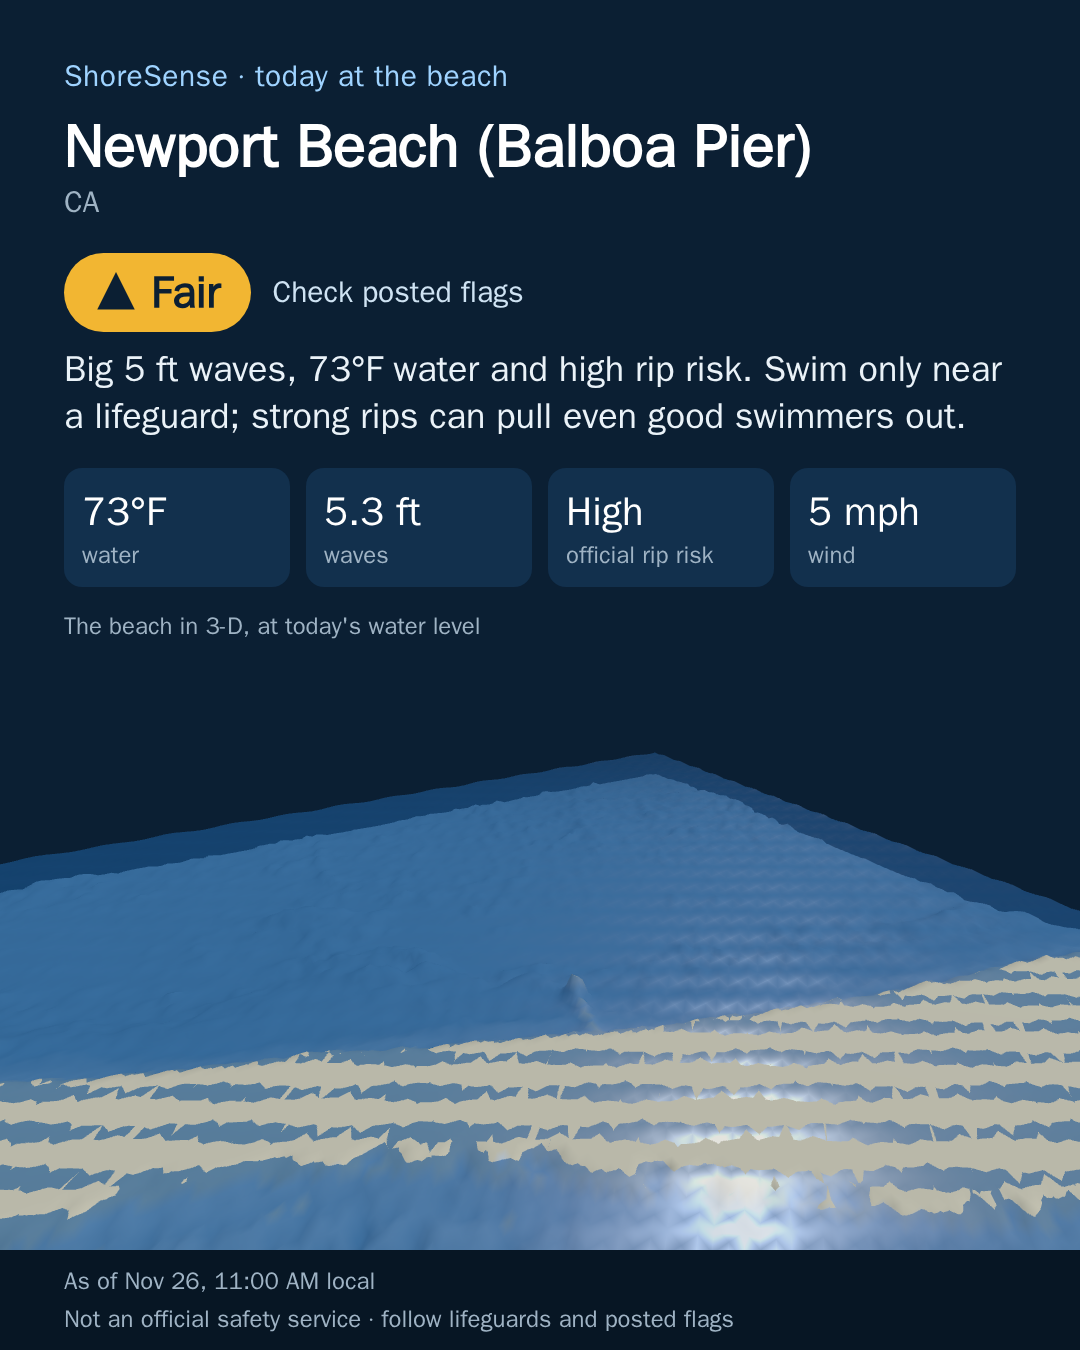 ShoreSense · today at the beach
Newport Beach (Balboa Pier)
CA
Fair
Check posted flags
Big 5 ft waves, 73°F water and high rip risk. Swim only near
a lifeguard; strong rips can pull even good swimmers out.
73°F
water
5.3 ft
waves
High
official rip risk
5 mph
wind
The beach in 3-D, at today's water level
As of Nov 26, 11:00 AM local
Not an official safety service · follow lifeguards and posted flags